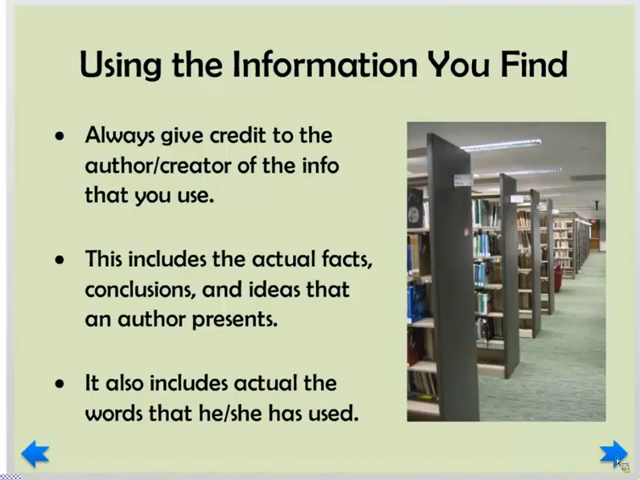 Using the Information You Find
• Always give credit to the
author/creator of the info
that you use.
• This includes the actual facts,
conclusions, and ideas that
an author presents.
• It also includes actual the
words that he/she has used.